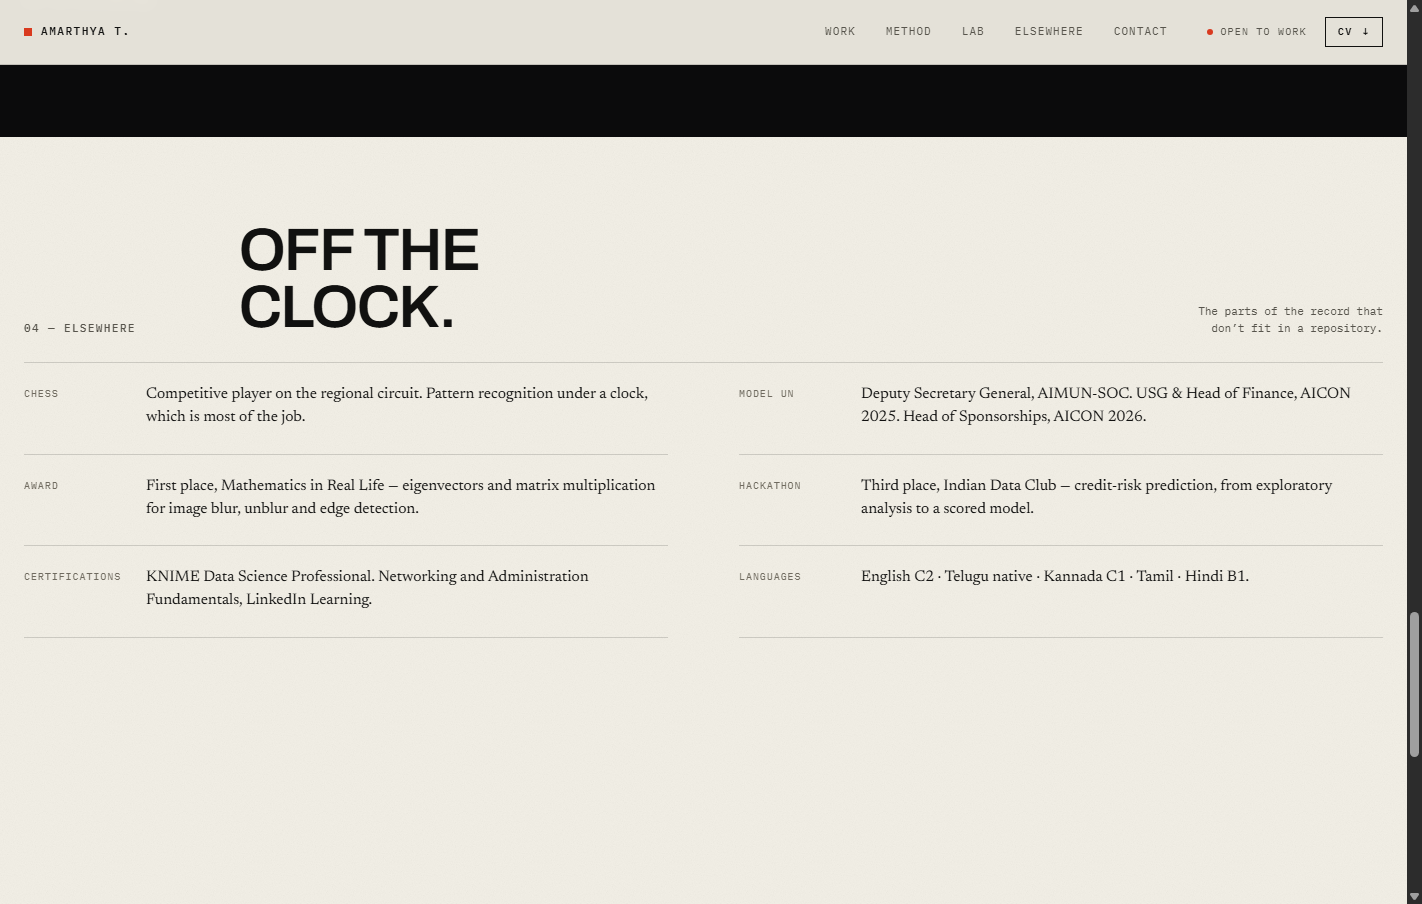 AMARTHYA T.
WORK METHOD LAB ELSEWHERE CONTACT OPEN TO WORK CV ↓
OFF THE
CLOCK.
04 — ELSEWHERE
The parts of the record that
don’t fit in a repository.
CHESS
Competitive player on the regional circuit. Pattern recognition under a clock,
which is most of the job.
MODEL UN
Deputy Secretary General, AIMUN-SOC. USG & Head of Finance, AICON
2025. Head of Sponsorships, AICON 2026.
AWARD
First place, Mathematics in Real Life — eigenvectors and matrix multiplication
for image blur, unblur and edge detection.
HACKATHON
Third place, Indian Data Club — credit-risk prediction, from exploratory
analysis to a scored model.
CERTIFICATIONS
KNIME Data Science Professional. Networking and Administration
Fundamentals, LinkedIn Learning.
LANGUAGES
English C2 · Telugu native · Kannada C1 · Tamil · Hindi B1.